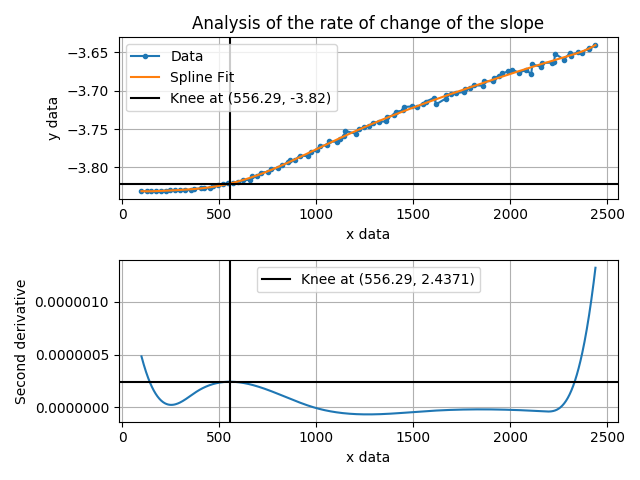 Analysis of the rate of change of the slope
Data
Spline Fit
Knee at (556.29, -3.82)
y data
−3.65
−3.70
−3.75
−3.80
0 500 1000 1500 2000 2500
x data
Knee at (556.29, 2.4371)
Second derivative
0.0000010
0.0000005
0.0000000
0 500 1000 1500 2000 2500
x data